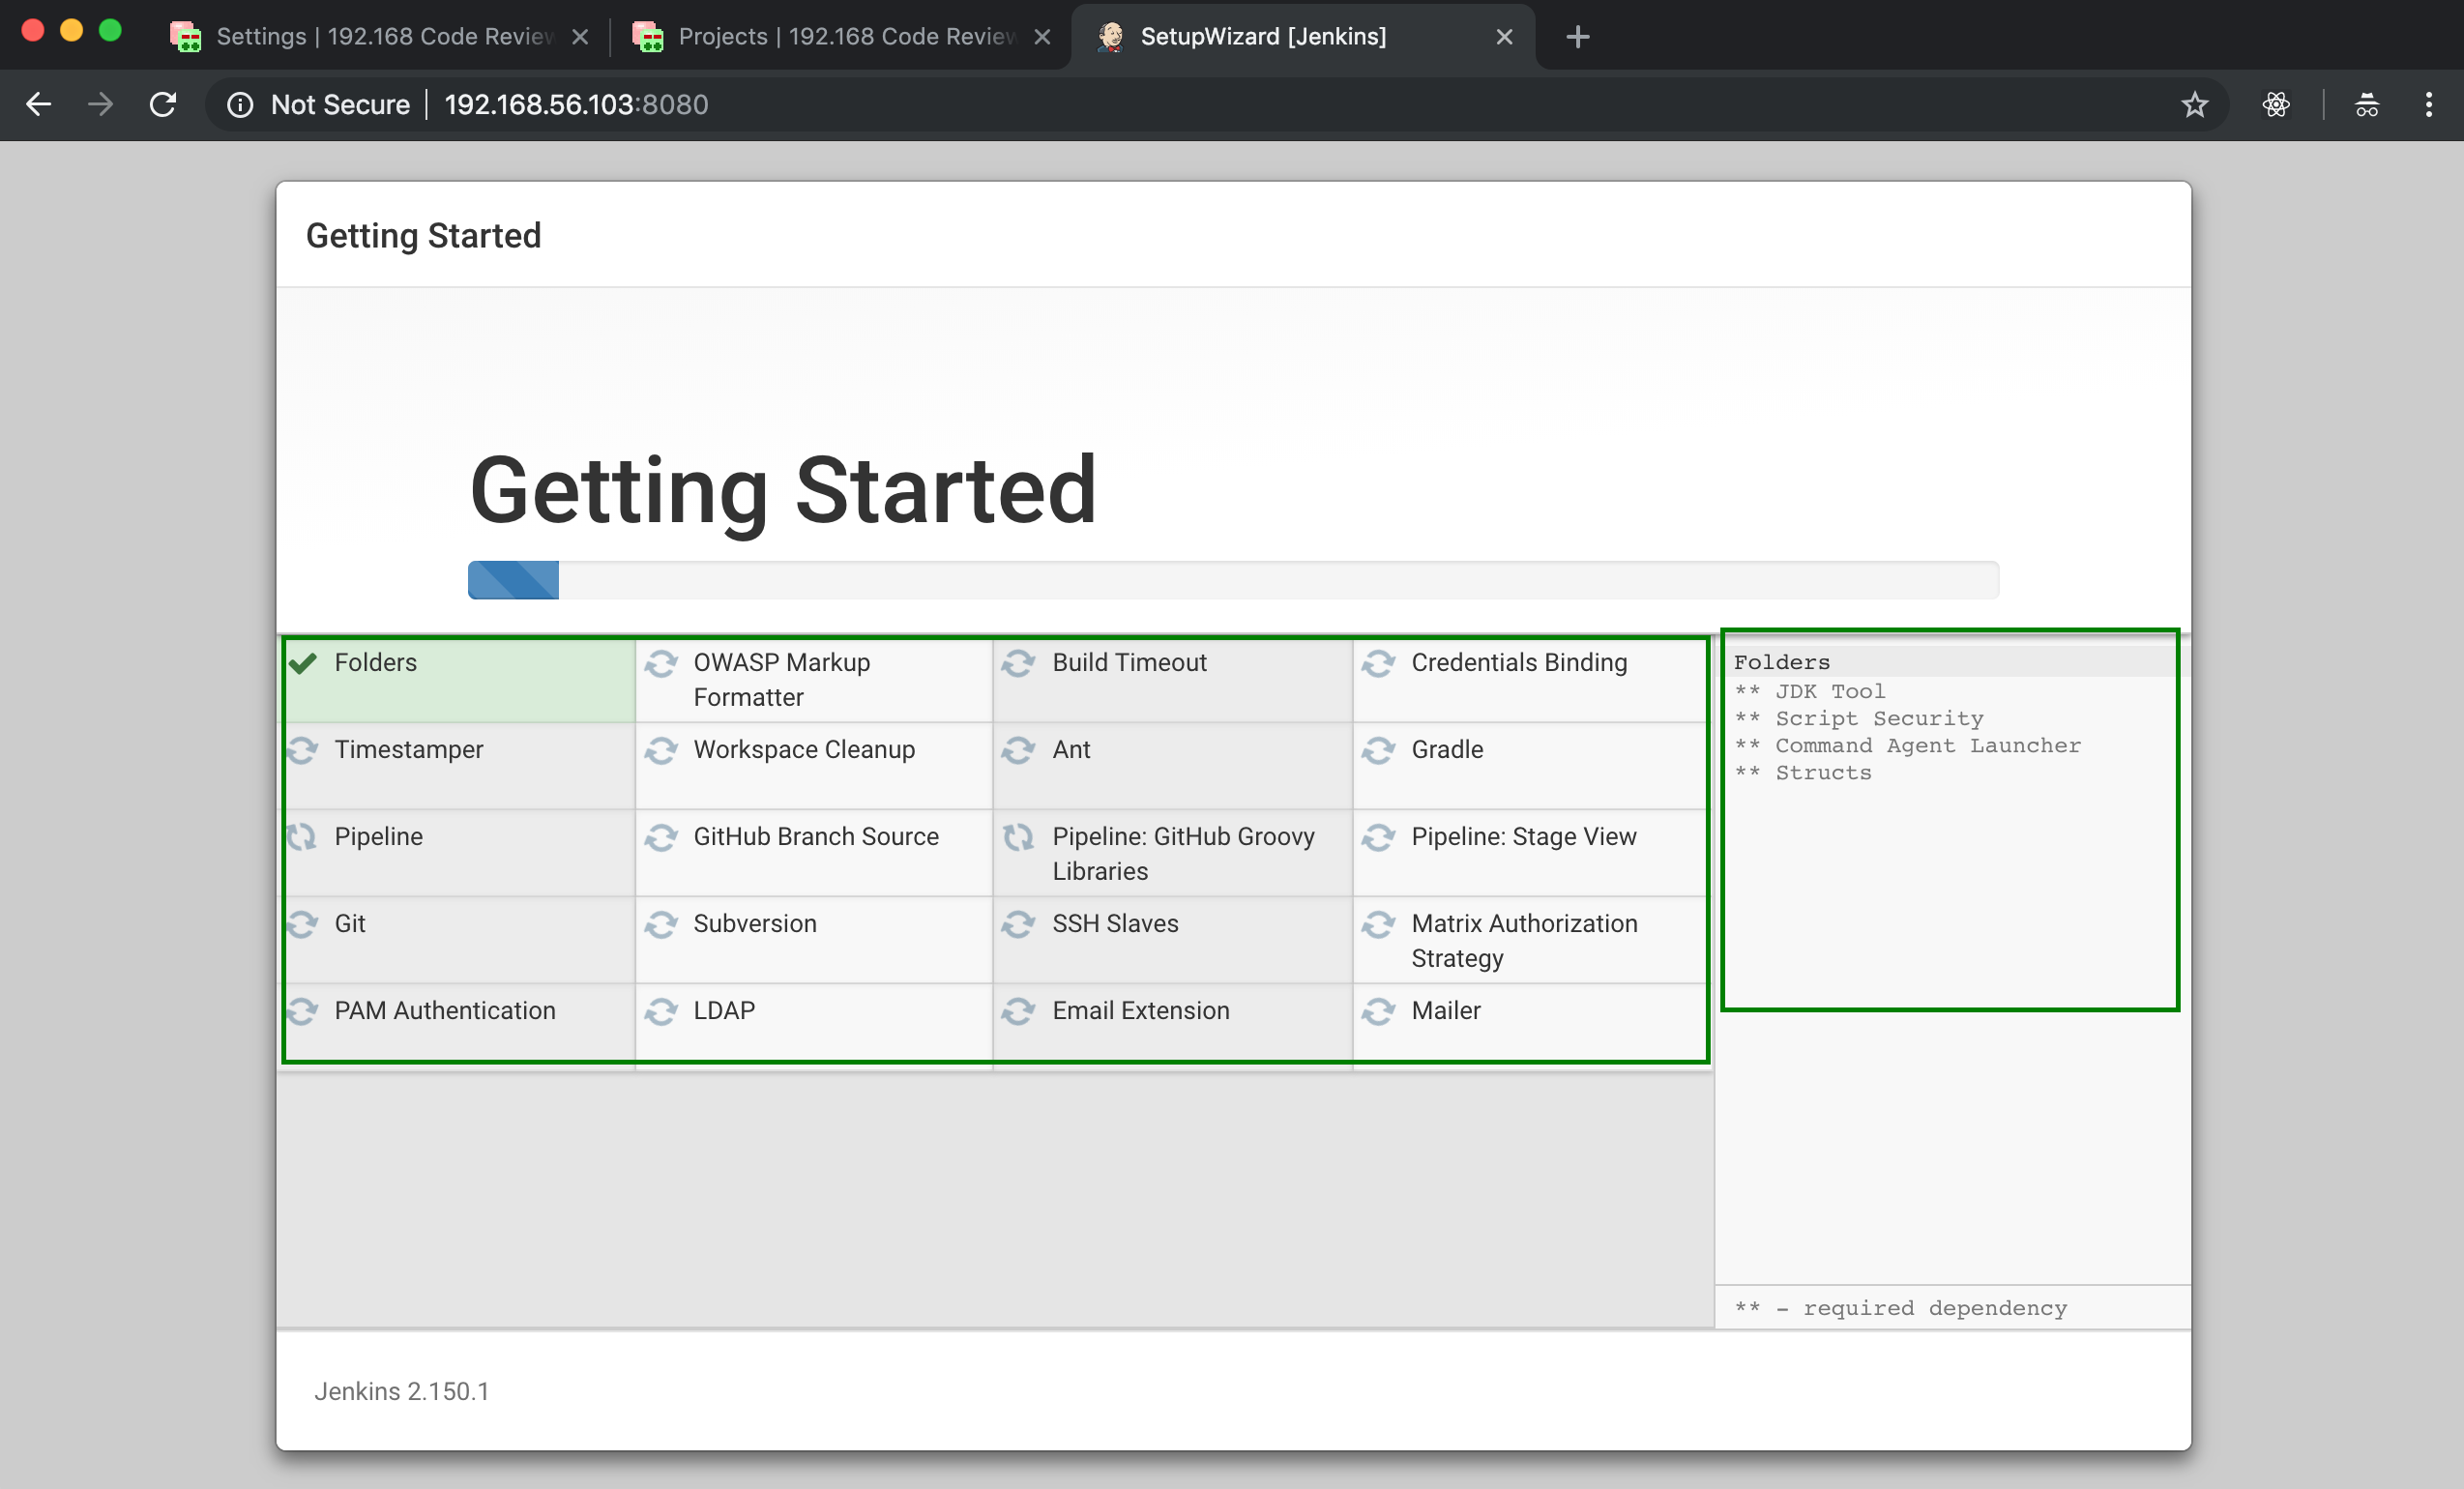 Settings | 192.168 Code Review
Projects | 192.168 Code Review
SetupWizard [Jenkins]
Not Secure | 192.168.56.103:8080
Getting Started
Getting Started
Folders
OWASP Markup
Formatter
Build Timeout
Credentials Binding
Timestamper
Workspace Cleanup
Ant
Gradle
Pipeline
GitHub Branch Source
Pipeline: GitHub Groovy
Libraries
Pipeline: Stage View
Git
Subversion
SSH Slaves
Matrix Authorization
Strategy
PAM Authentication
LDAP
Email Extension
Mailer
Folders
** JDK Tool
** Script Security
** Command Agent Launcher
** Structs
** - required dependency
Jenkins 2.150.1